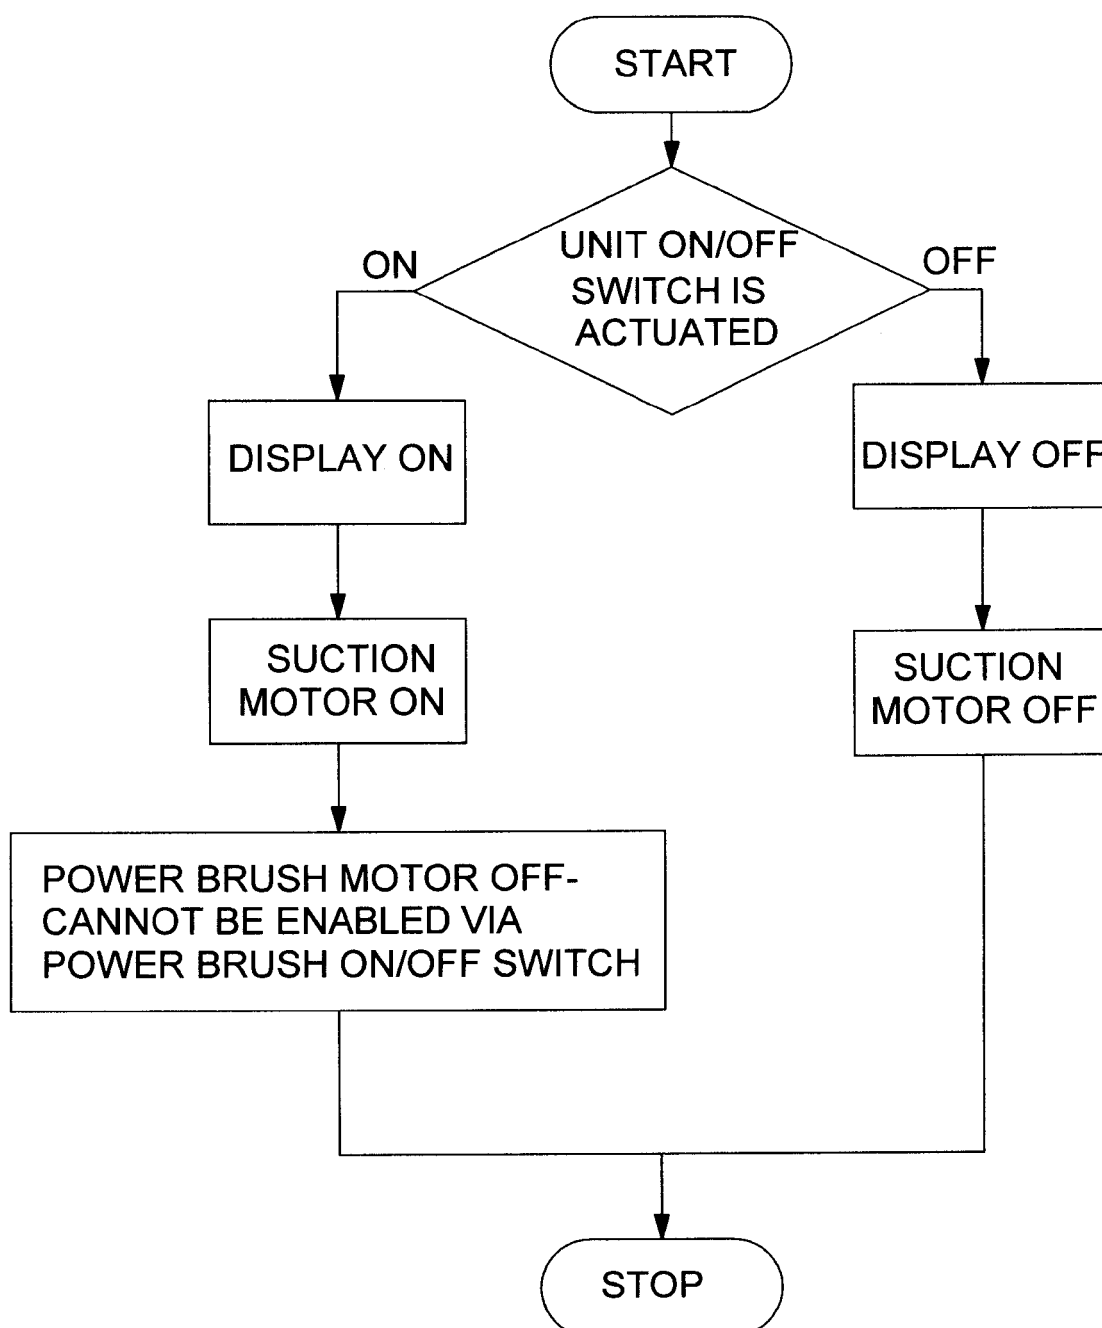 START
UNIT ON/OFF
SWITCH IS
ACTUATED
ON
OFF
DISPLAY ON
DISPLAY OFF
SUCTION
MOTOR ON
SUCTION
MOTOR OFF
POWER BRUSH MOTOR OFF-
CANNOT BE ENABLED VIA
POWER BRUSH ON/OFF SWITCH
STOP